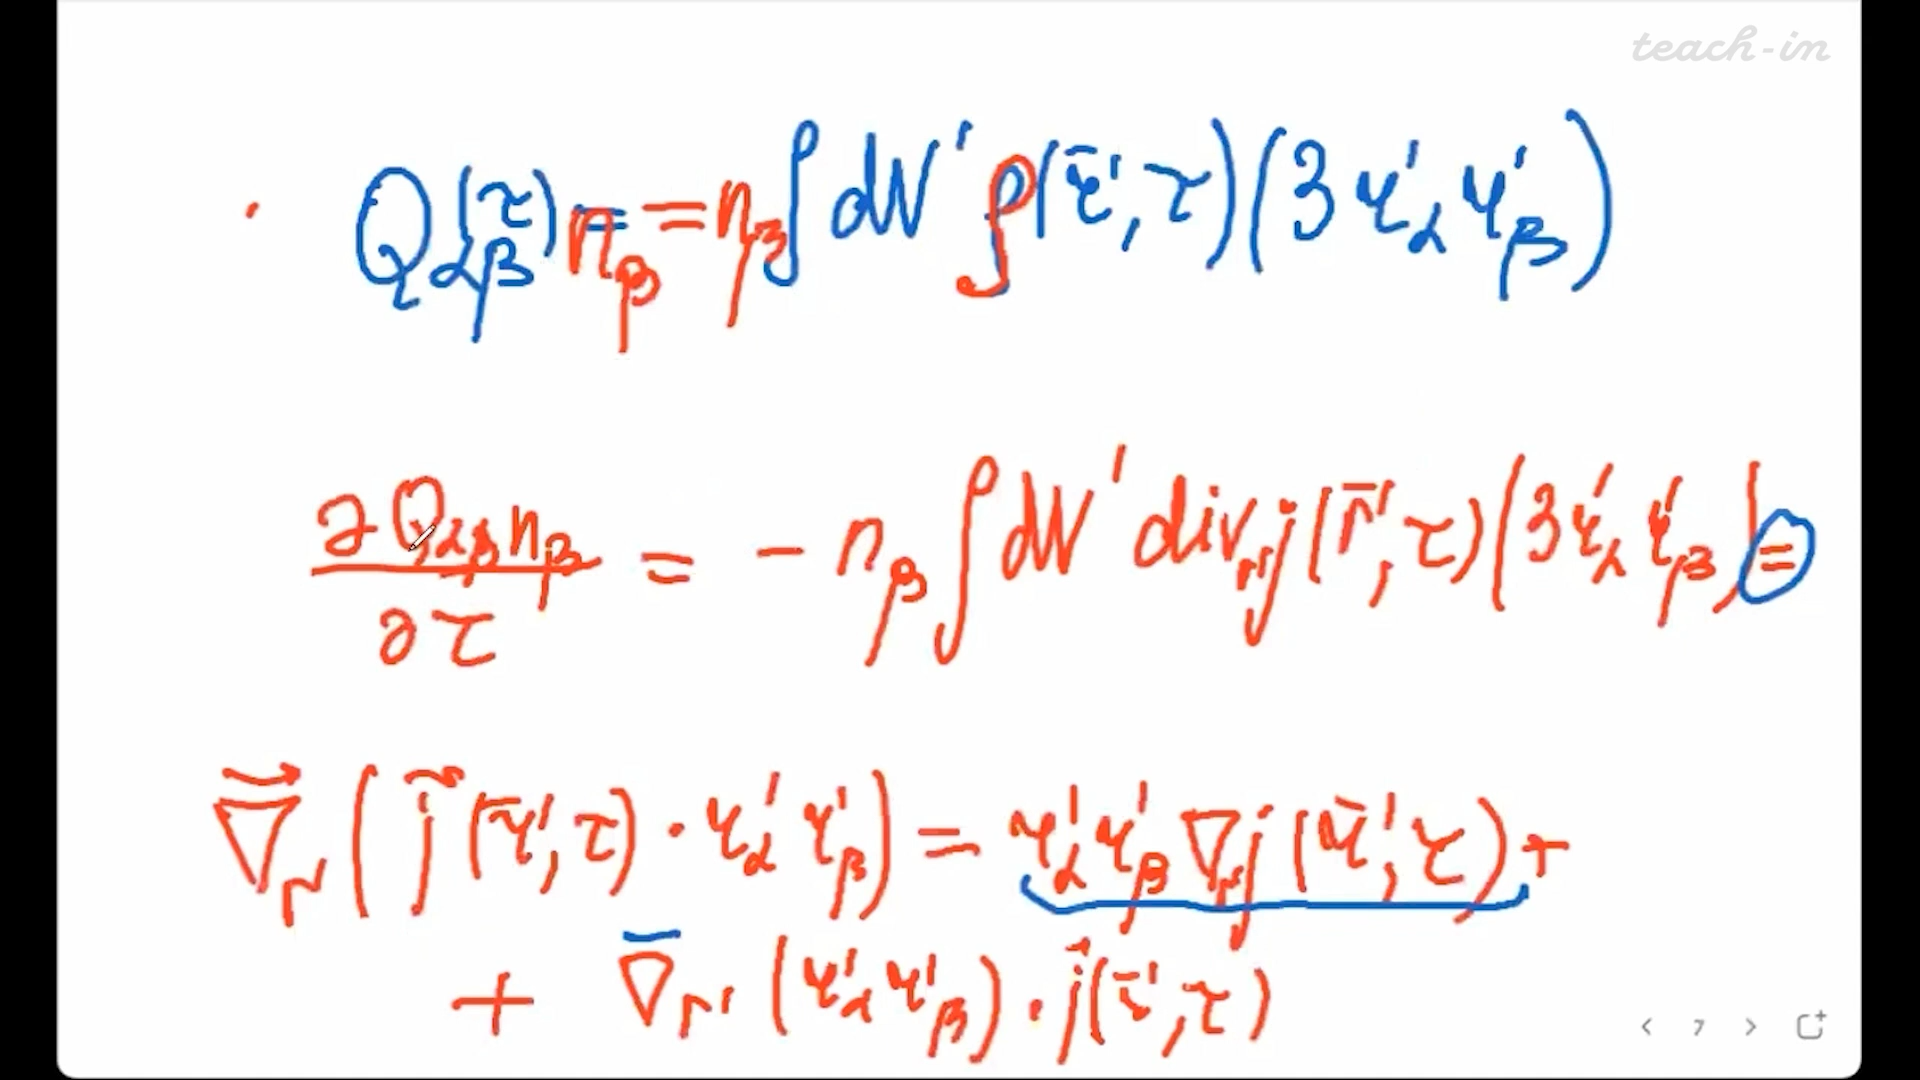 teach-in
Q_{αβ}(τ) n_β = n_β ∫ dV' ρ(r̄', τ) (3 r'_α r'_β)
∂Q_{αβ} n_β / ∂τ = − n_β ∫ dV' div_{r'} j(r̄', τ) (3 r'_α r'_β) =
∇⃗_{r'} ( j⃗ (r̄', τ) · r'_α r'_β ) = r'_α r'_β ∇_{r'} j (r̄', τ) +
+ ∇̄_{r'} (r'_α r'_β) · j⃗(r̄', τ)
7